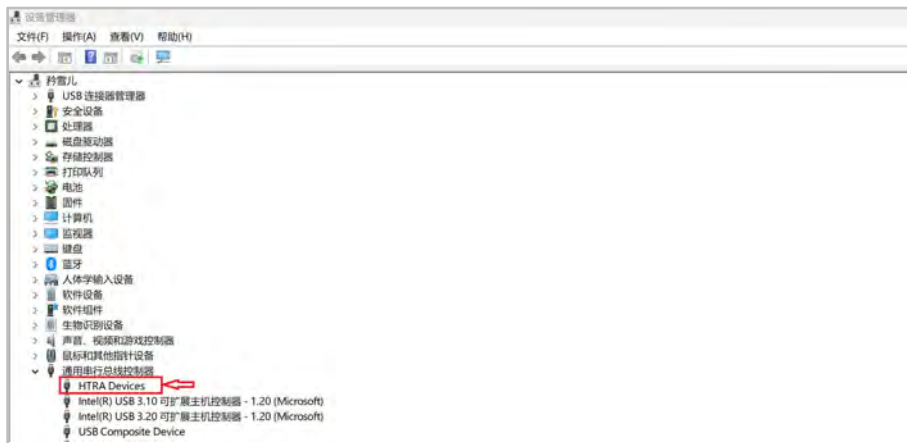 设备管理器
文件(F) 操作(A) 查看(V) 帮助(H)
矜雪儿
USB 连接器管理器
安全设备
处理器
磁盘驱动器
存储控制器
打印队列
电池
固件
计算机
监视器
键盘
蓝牙
人体学输入设备
软件设备
软件组件
生物识别设备
声音、视频和游戏控制器
鼠标和其他指针设备
通用串行总线控制器
HTRA Devices
Intel(R) USB 3.10 可扩展主机控制器 - 1.20 (Microsoft)
Intel(R) USB 3.20 可扩展主机控制器 - 1.20 (Microsoft)
USB Composite Device